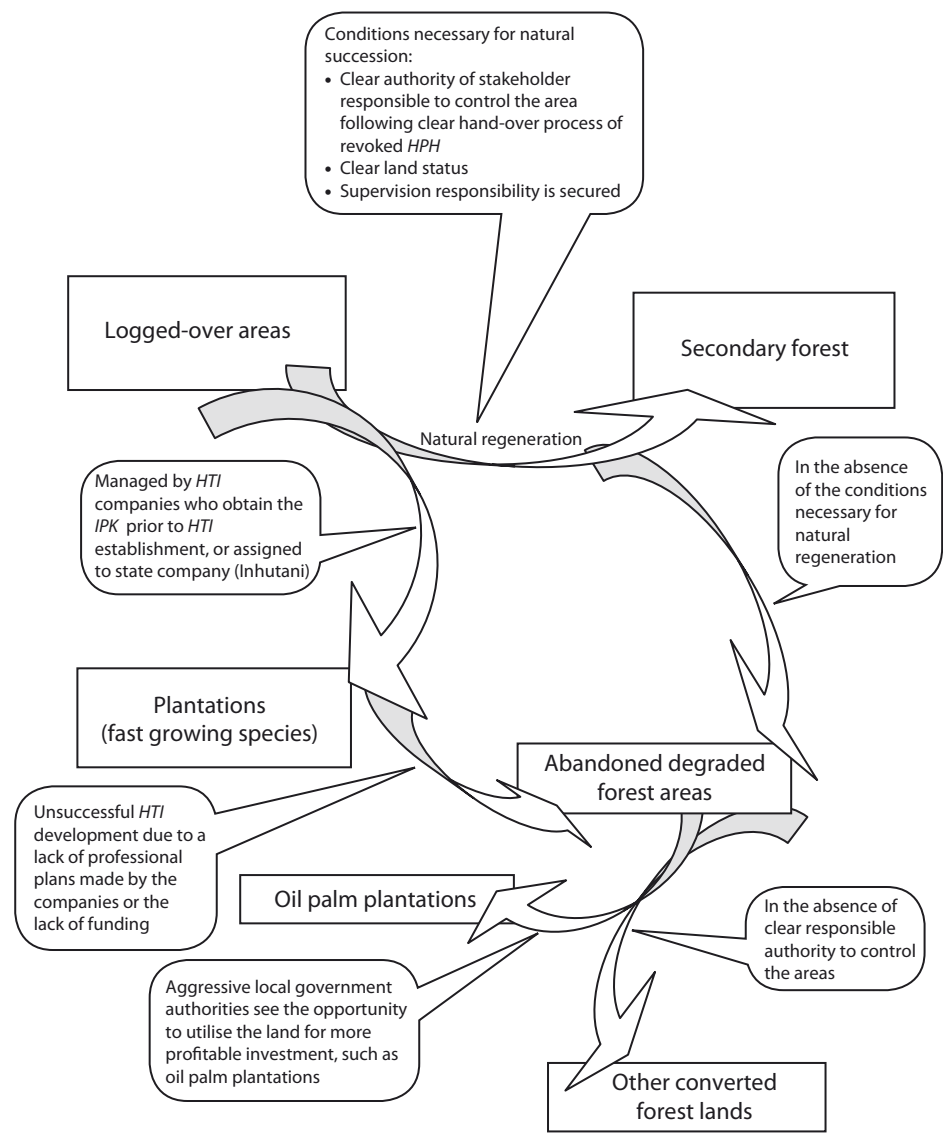 Conditions necessary for natural
succession:
• Clear authority of stakeholder
responsible to control the area
following clear hand-over process of
revoked HPH
• Clear land status
• Supervision responsibility is secured
Logged-over areas
Secondary forest
Natural regeneration
Managed by HTI
companies who obtain the
IPK prior to HTI
establishment, or assigned
to state company (Inhutani)
In the absence
of the conditions
necessary for
natural
regeneration
Plantations
(fast growing species)
Abandoned degraded
forest areas
Unsuccessful HTI
development due to a
lack of professional
plans made by the
companies or the
lack of funding
Oil palm plantations
In the absence of
clear responsible
authority to control
the areas
Aggressive local government
authorities see the opportunity
to utilise the land for more
profitable investment, such as
oil palm plantations
Other converted
forest lands